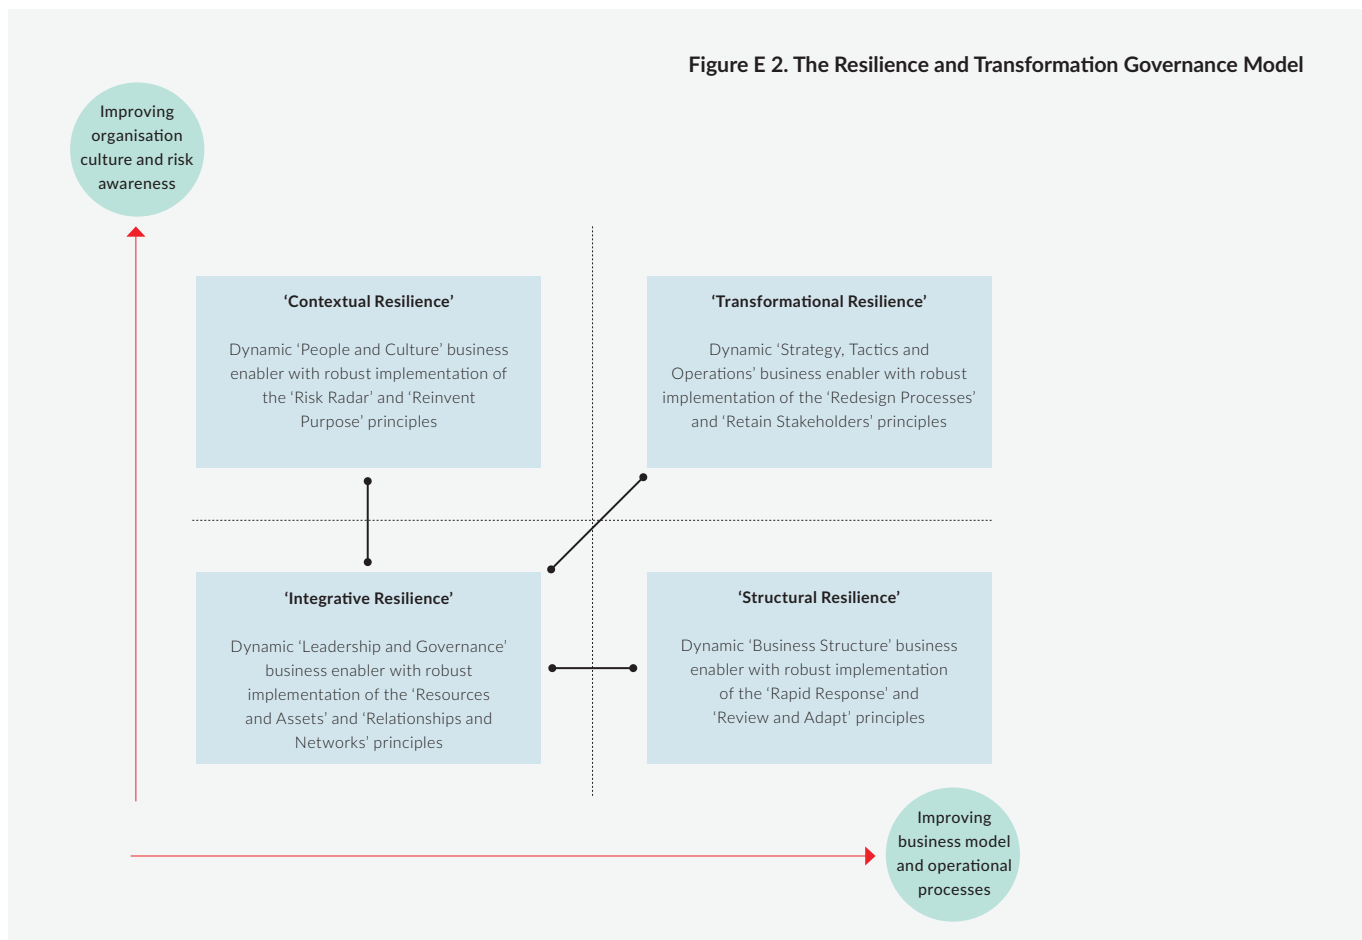 Figure E 2. The Resilience and Transformation Governance Model
Improving
organisation
culture and risk
awareness
‘Contextual Resilience’
Dynamic ‘People and Culture’ business
enabler with robust implementation of
the ‘Risk Radar’ and ‘Reinvent
Purpose’ principles
‘Transformational Resilience’
Dynamic ‘Strategy, Tactics and
Operations’ business enabler with robust
implementation of the ‘Redesign Processes’
and ‘Retain Stakeholders’ principles
‘Integrative Resilience’
Dynamic ‘Leadership and Governance’
business enabler with robust
implementation of the ‘Resources
and Assets’ and ‘Relationships and
Networks’ principles
‘Structural Resilience’
Dynamic ‘Business Structure’ business
enabler with robust implementation
of the ‘Rapid Response’ and
‘Review and Adapt’ principles
Improving
business model
and operational
processes